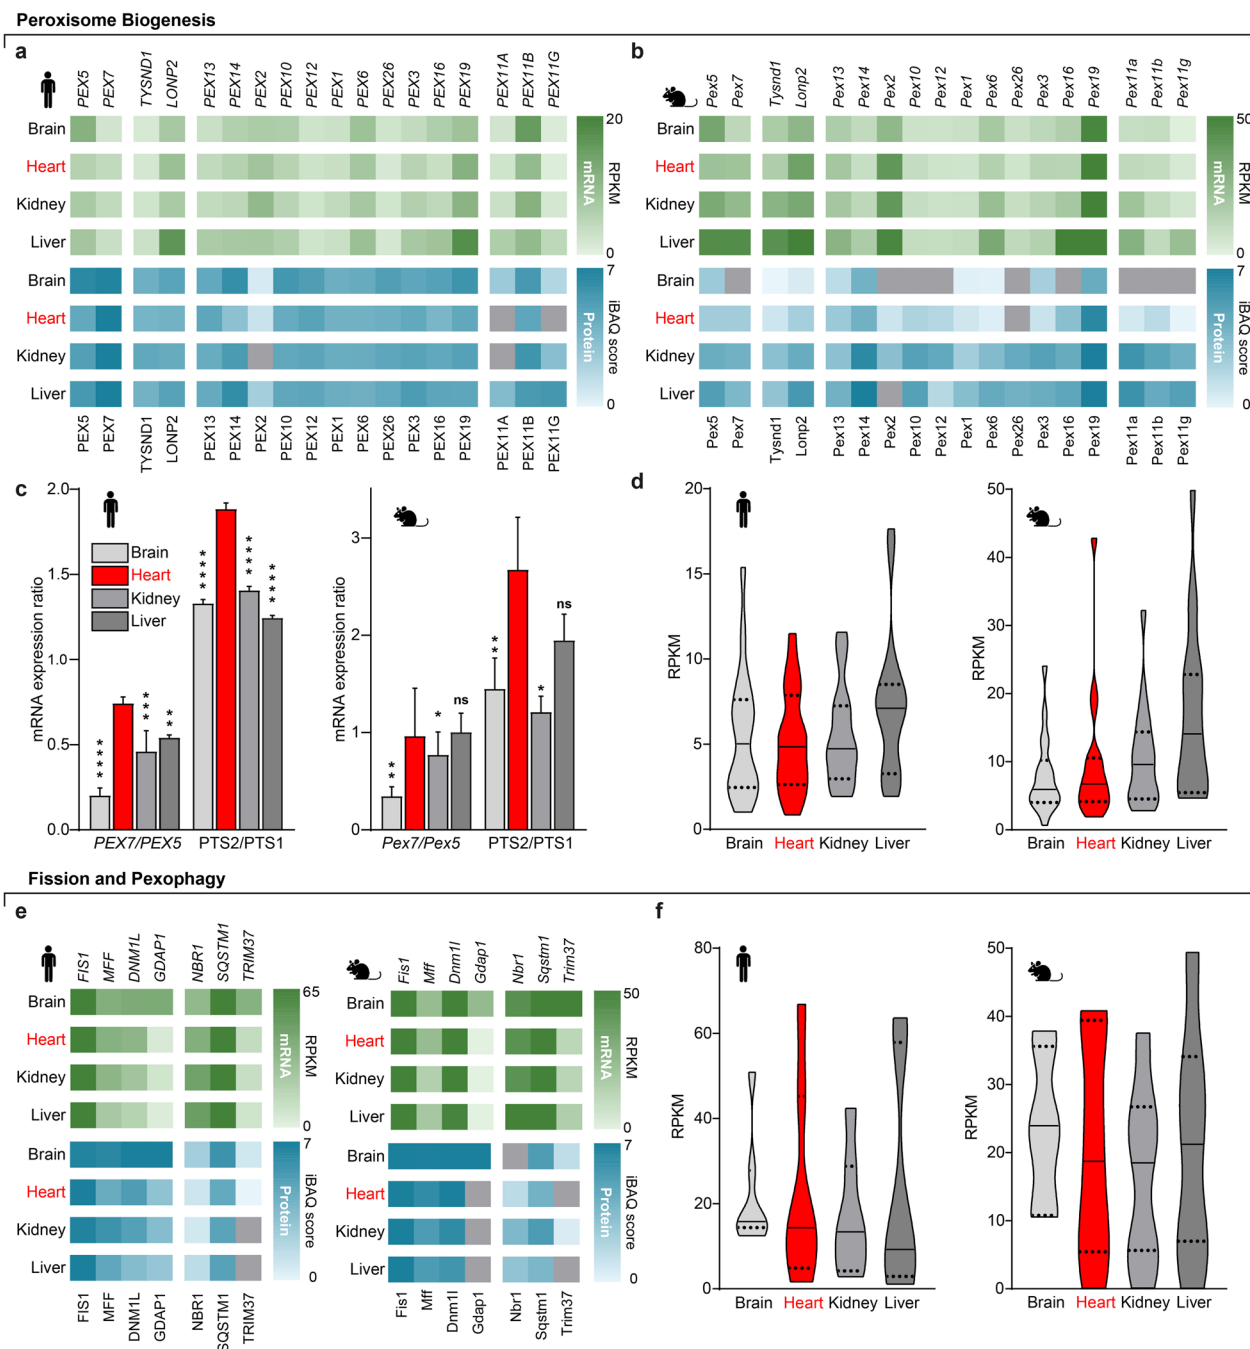 Peroxisome Biogenesis
a
PEX5 PEX7 TYSND1 LONP2 PEX13 PEX14 PEX2 PEX10 PEX12 PEX1 PEX6 PEX26 PEX3 PEX16 PEX19 PEX11A PEX11B PEX11G
Brain
Heart
Kidney
Liver
20
mRNA
RPKM
0
Brain
Heart
Kidney
Liver
7
Protein
iBAQ score
0
PEX5 PEX7 TYSND1 LONP2 PEX13 PEX14 PEX2 PEX10 PEX12 PEX1 PEX6 PEX26 PEX3 PEX16 PEX19 PEX11A PEX11B PEX11G
b
Pex5 Pex7 Tysnd1 Lonp2 Pex13 Pex14 Pex2 Pex10 Pex12 Pex1 Pex6 Pex26 Pex3 Pex16 Pex19 Pex11a Pex11b Pex11g
Brain
Heart
Kidney
Liver
50
mRNA
RPKM
0
Brain
Heart
Kidney
Liver
7
Protein
iBAQ score
0
Pex5 Pex7 Tysnd1 Lonp2 Pex13 Pex14 Pex2 Pex10 Pex12 Pex1 Pex6 Pex26 Pex3 Pex16 Pex19 Pex11a Pex11b Pex11g
c
mRNA expression ratio
2.0
1.5
1.0
0.5
0.0
Brain
Heart
Kidney
Liver
****
***
**
****
****
****
PEX7/PEX5 PTS2/PTS1
mRNA expression ratio
3
2
1
0
**
*
ns
**
*
ns
Pex7/Pex5 PTS2/PTS1
d
RPKM
20
15
10
5
0
Brain Heart Kidney Liver
RPKM
50
40
30
20
10
0
Brain Heart Kidney Liver
Fission and Pexophagy
e
FIS1 MFF DNM1L GDAP1 NBR1 SQSTM1 TRIM37
Brain
Heart
Kidney
Liver
65
mRNA
RPKM
0
Brain
Heart
Kidney
Liver
7
Protein
iBAQ score
0
FIS1 MFF DNM1L GDAP1 NBR1 SQSTM1 TRIM37
Fis1 Mff Dnm1l Gdap1 Nbr1 Sqstm1 Trim37
Brain
Heart
Kidney
Liver
50
mRNA
RPKM
0
Brain
Heart
Kidney
Liver
7
Protein
iBAQ score
0
Fis1 Mff Dnm1l Gdap1 Nbr1 Sqstm1 Trim37
f
RPKM
80
60
40
20
0
Brain Heart Kidney Liver
RPKM
50
40
30
20
10
0
Brain Heart Kidney Liver